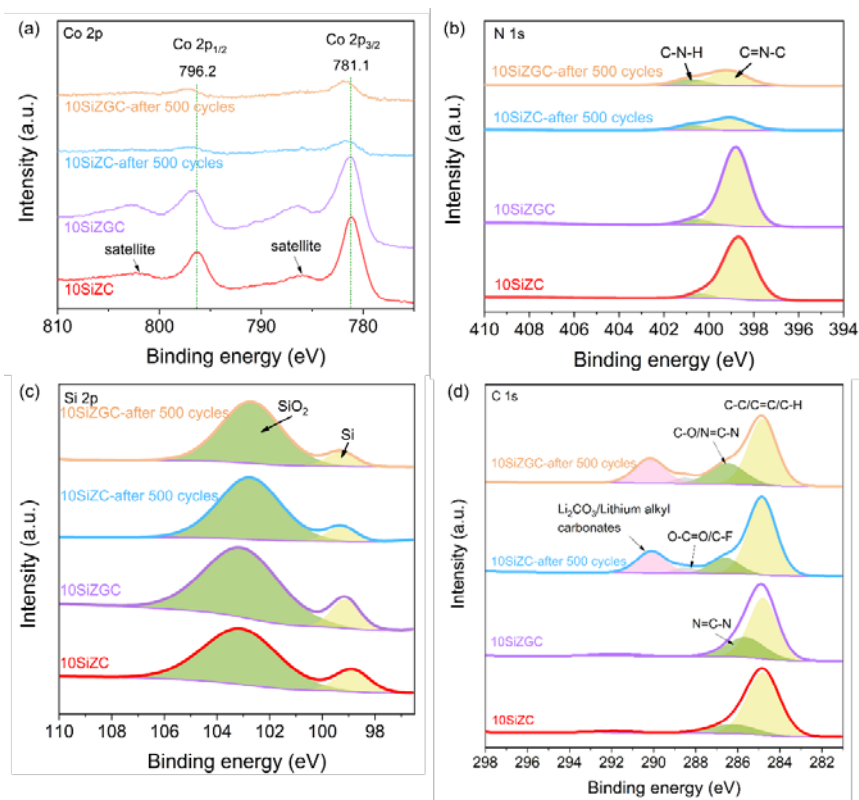 (a)
Co 2p
Co 2p1/2
796.2
Co 2p3/2
781.1
10SiZGC-after 500 cycles
10SiZC-after 500 cycles
10SiZGC
satellite
satellite
10SiZC
810 800 790 780
Binding energy (eV)
Intensity (a.u.)
(b)
N 1s
C-N-H
C=N-C
10SiZGC-after 500 cycles
10SiZC-after 500 cycles
10SiZGC
10SiZC
410 408 406 404 402 400 398 396 394
Binding energy (eV)
Intensity (a.u.)
(c)
Si 2p
10SiZGC-after 500 cycles
SiO2
Si
10SiZC-after 500 cycles
10SiZGC
10SiZC
110 108 106 104 102 100 98
Binding energy (eV)
Intensity (a.u.)
(d)
C 1s
C-C/C=C/C-H
C-O/N=C-N
10SiZGC-after 500 cycles
Li2CO3/Lithium alkyl
carbonates
O-C=O/C-F
10SiZC-after 500 cycles
N=C-N
10SiZGC
10SiZC
298 296 294 292 290 288 286 284 282
Binding energy (eV)
Intensity (a.u.)